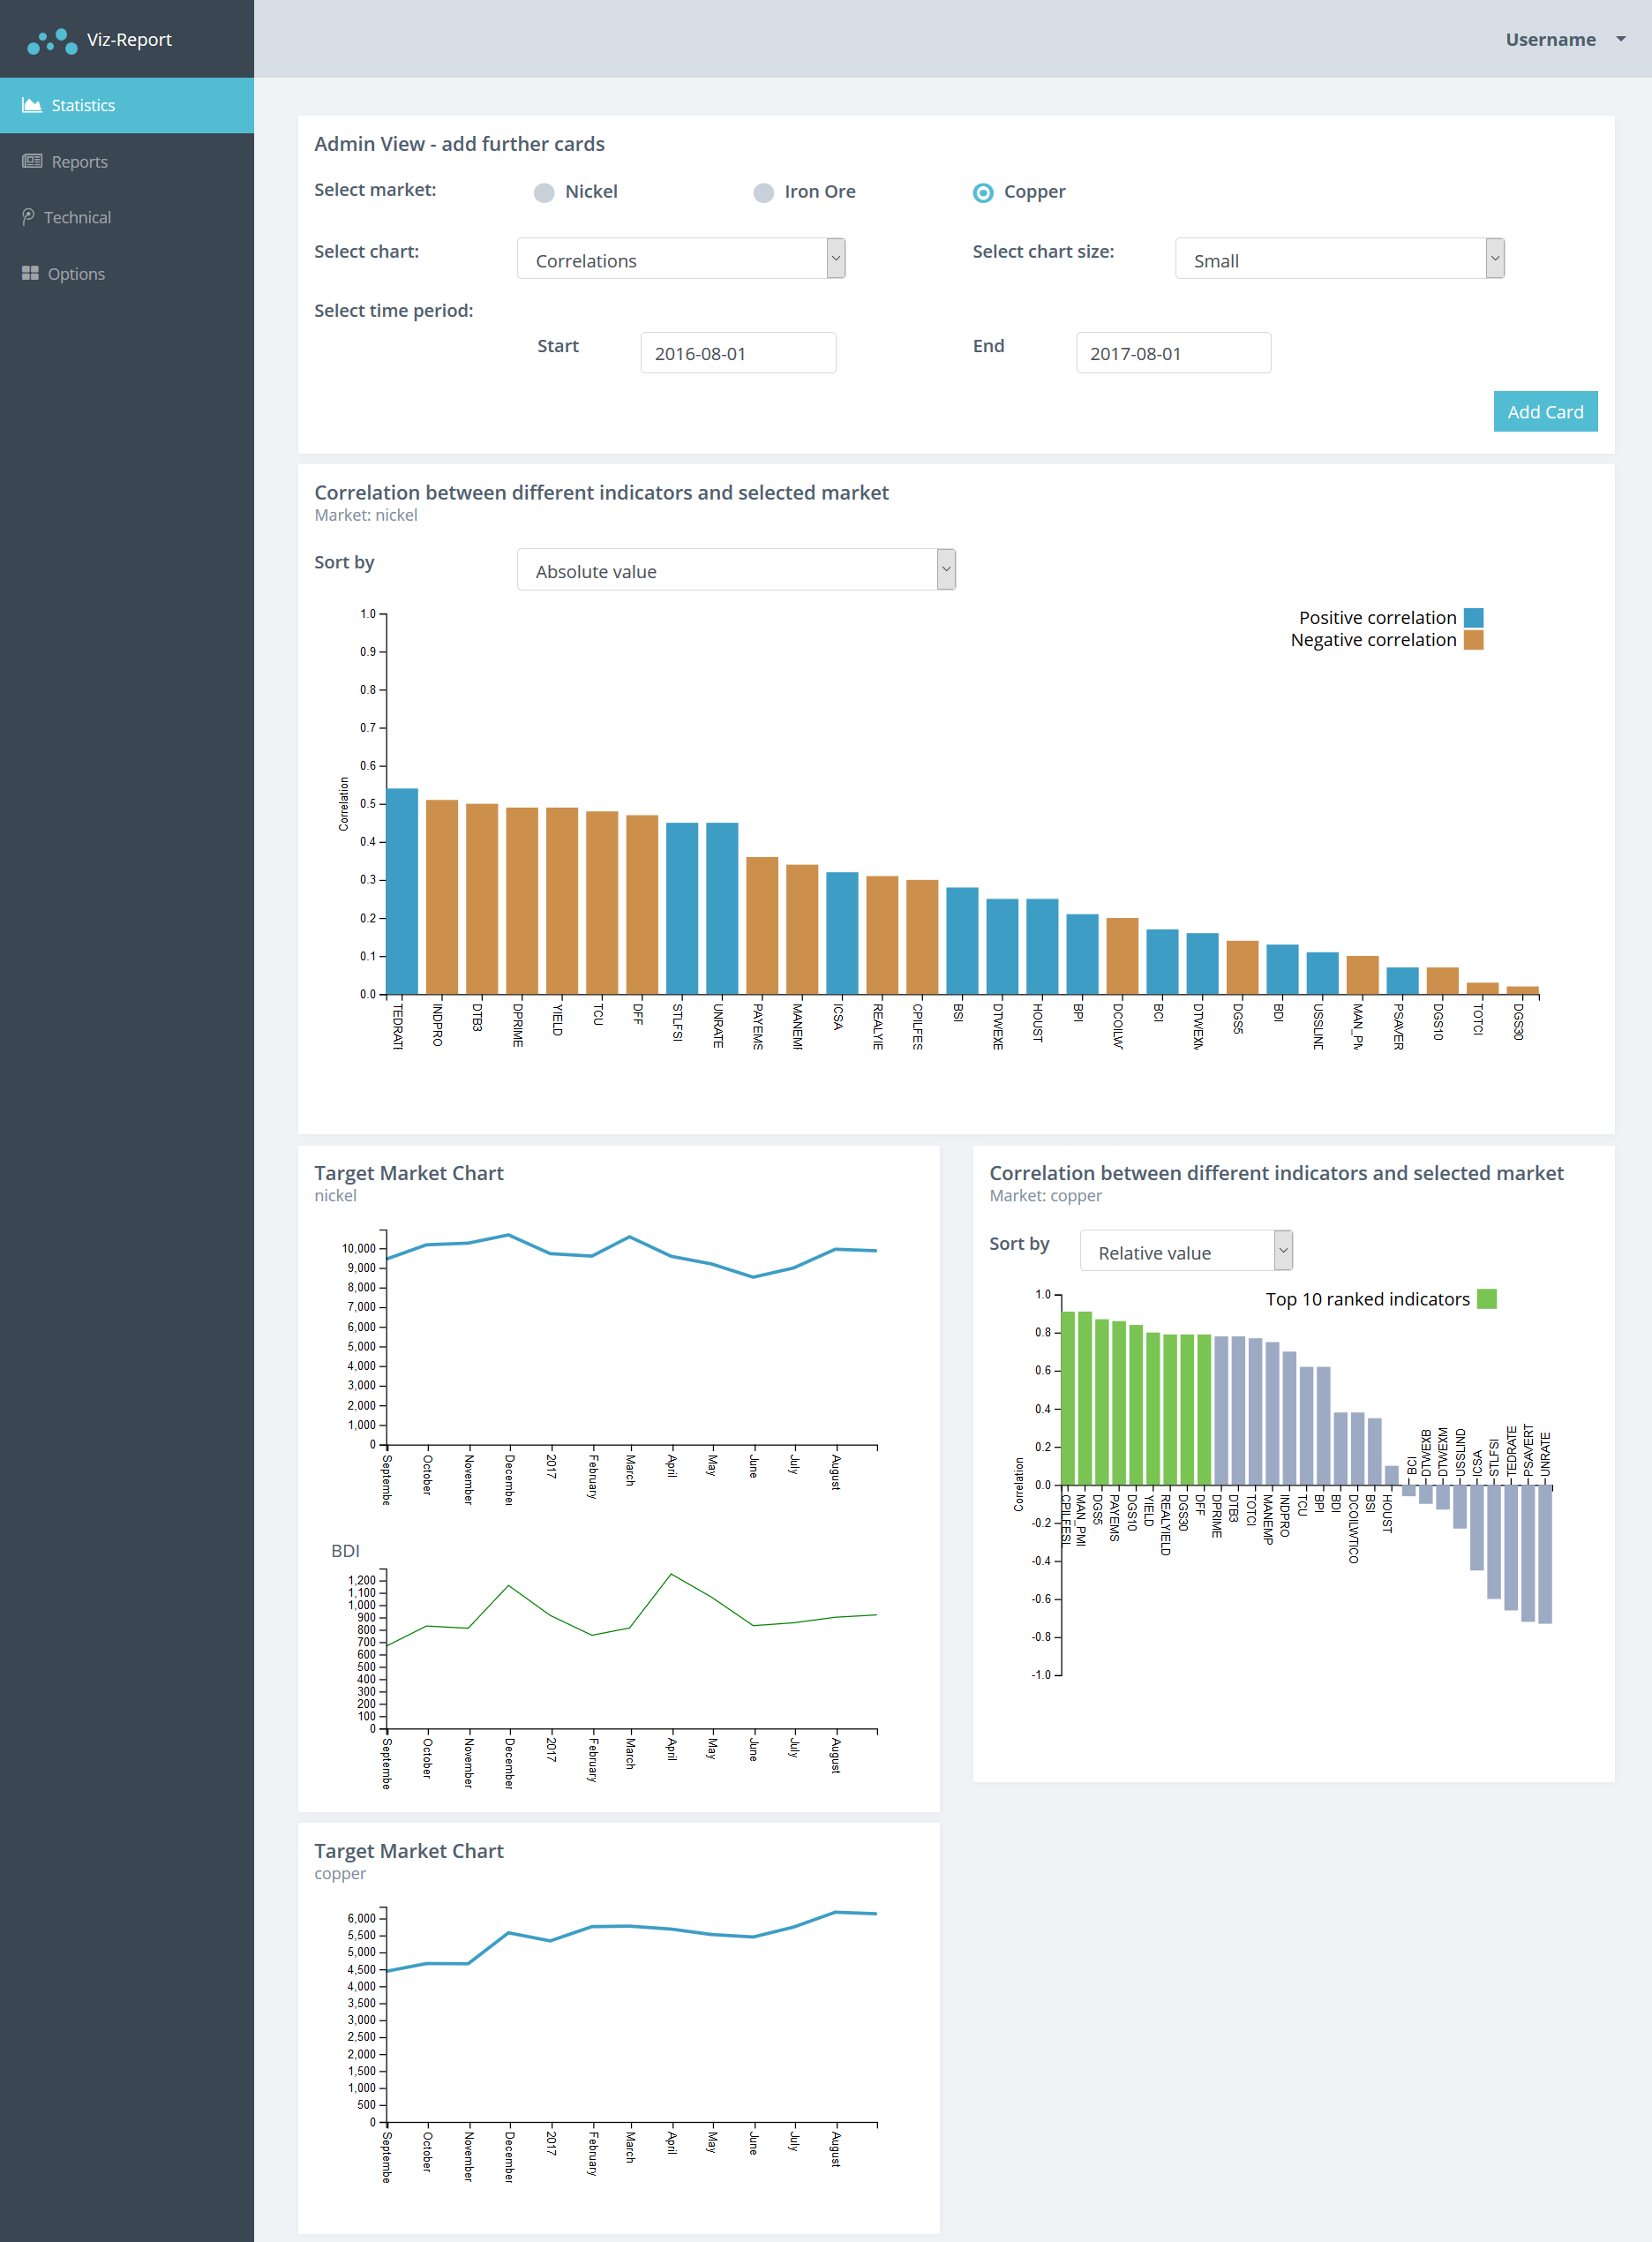 Viz-Report
Username
Statistics
Reports
Technical
Options
Admin View - add further cards
Select market:
Nickel
Iron Ore
Copper
Select chart:
Correlations
Select chart size:
Small
Select time period:
Start
2016-08-01
End
2017-08-01
Add Card
Correlation between different indicators and selected market
Market: nickel
Sort by
Absolute value
Positive correlation
Negative correlation
1.0
0.9
0.8
0.7
0.6
0.5
0.4
0.3
0.2
0.1
0.0
Correlation
TEDRATI
INDPRO
DTB3
DPRIME
YIELD
TCU
DFF
STLFSI
UNRATE
PAYEMS
MANEMI
ICSA
REALYIE
CPILFES
BSI
DTWEXE
HOUST
BPI
DCOILW
BCI
DTWEXM
DGS5
BDI
USSLIND
MAN_PM
PSAVER
DGS10
TOTCI
DGS30
Target Market Chart
nickel
10,000
9,000
8,000
7,000
6,000
5,000
4,000
3,000
2,000
1,000
0
Septembe
October
November
December
2017
February
March
April
May
June
July
August
BDI
1,200
1,100
1,000
900
800
700
600
500
400
300
200
100
0
Septembe
October
November
December
2017
February
March
April
May
June
July
August
Correlation between different indicators and selected market
Market: copper
Sort by
Relative value
Top 10 ranked indicators
1.0
0.8
0.6
0.4
0.2
0.0
-0.2
-0.4
-0.6
-0.8
-1.0
Correlation
CPILFESL
MAN_PMI
DGS5
PAYEMS
DGS10
YIELD
REALYIELD
DGS30
DFF
DPRIME
DTB3
TOTCI
MANEMP
INDPRO
TCU
BPI
BDI
DCOILWTICO
BSI
HOUST
BCI
DTWEXB
DTWEXM
USSLIND
ICSA
STLFSI
TEDRATE
PSAVERT
UNRATE
Target Market Chart
copper
6,000
5,500
5,000
4,500
4,000
3,500
3,000
2,500
2,000
1,500
1,000
500
0
Septembe
October
November
December
2017
February
March
April
May
June
July
August